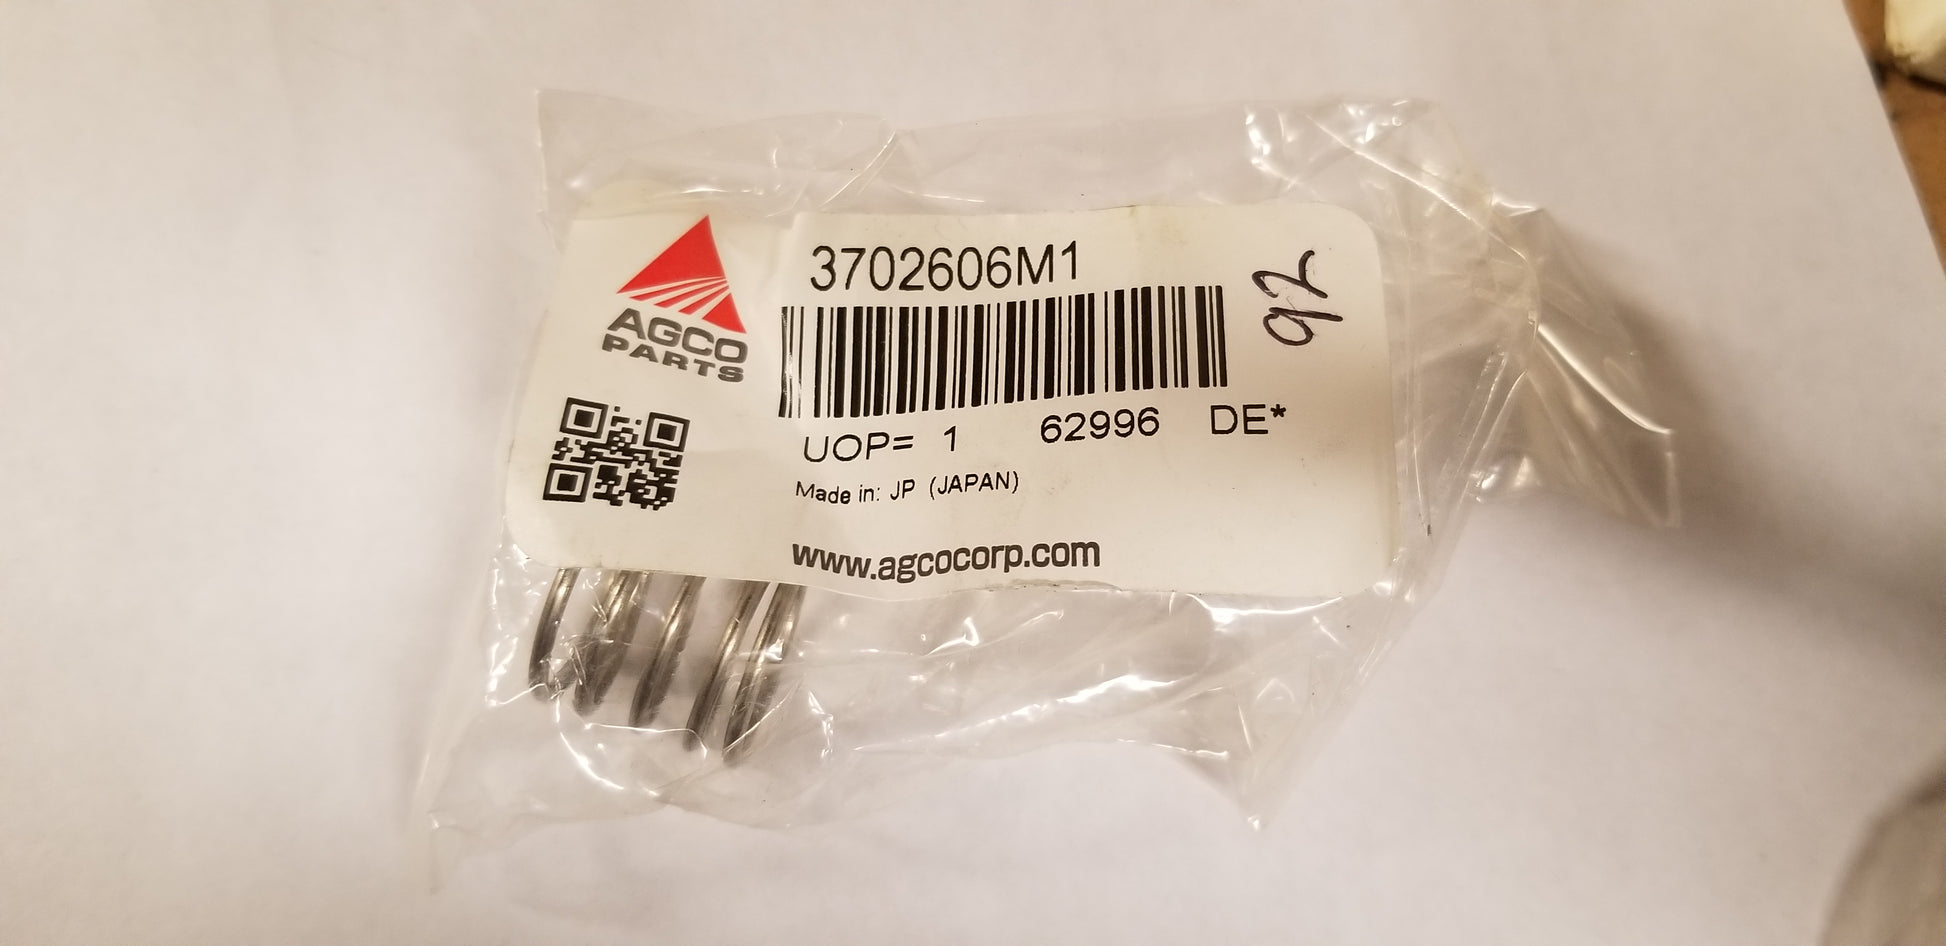 3702606M1
92
AGCO
PARTS
UOP= 1 62996 DE*
Made in: JP (JAPAN)
www.agcocorp.com